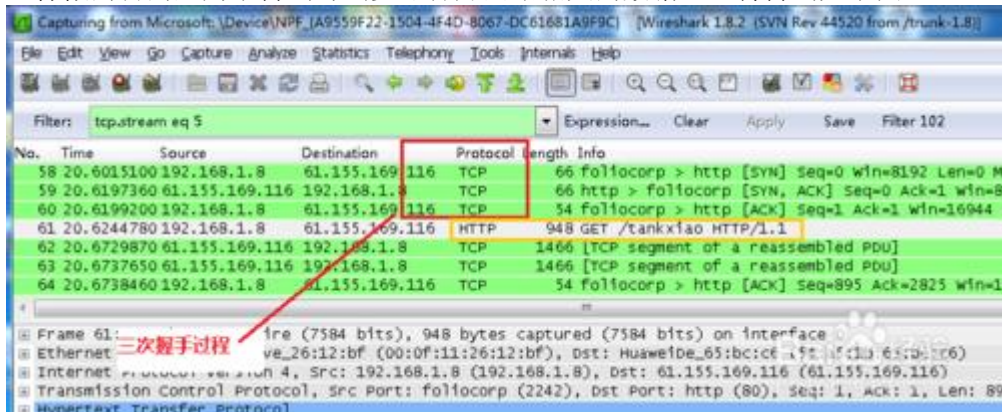 Capturing from Microsoft: \Device\NPF_{A9559F22-1504-4F4D-8067-DC61681A9F9C} [Wireshark 1.8.2 (SVN Rev 44520 from /trunk-1.8)]
File Edit View Go Capture Analyze Statistics Telephony Tools Internals Help
Filter: tcp.stream eq 5 Expression... Clear Apply Save Filter 102
No. Time Source Destination Protocol Length Info
58 20.6015100 192.168.1.8 61.155.169.116 TCP 66 foliocorp > http [SYN] Seq=0 Win=8192 Len=0 M
59 20.6197360 61.155.169.116 192.168.1.8 TCP 66 http > foliocorp [SYN, ACK] Seq=0 Ack=1 Win=8
60 20.6199200 192.168.1.8 61.155.169.116 TCP 54 foliocorp > http [ACK] Seq=1 Ack=1 Win=16944
61 20.6244780 192.168.1.8 61.155.169.116 HTTP 948 GET /tankxiao HTTP/1.1
62 20.6729870 61.155.169.116 192.168.1.8 TCP 1466 [TCP segment of a reassembled PDU]
63 20.6737650 61.155.169.116 192.168.1.8 TCP 1466 [TCP segment of a reassembled PDU]
64 20.6738460 192.168.1.8 61.155.169.116 TCP 54 foliocorp > http [ACK] Seq=895 Ack=2825 Win=1
Frame 61: ire (7584 bits), 948 bytes captured (7584 bits) on interface
三次握手过程
Ethernet ve_26:12:bf (00:0f:11:26:12:bf), Dst: HuaweiDe_65:bc:c6
Internet Protocol Version 4, Src: 192.168.1.8 (192.168.1.8), Dst: 61.155.169.116 (61.155.169.116)
Transmission Control Protocol, Src Port: foliocorp (2242), Dst Port: http (80), Seq: 1, Ack: 1, Len: 89
Hypertext Transfer Protocol